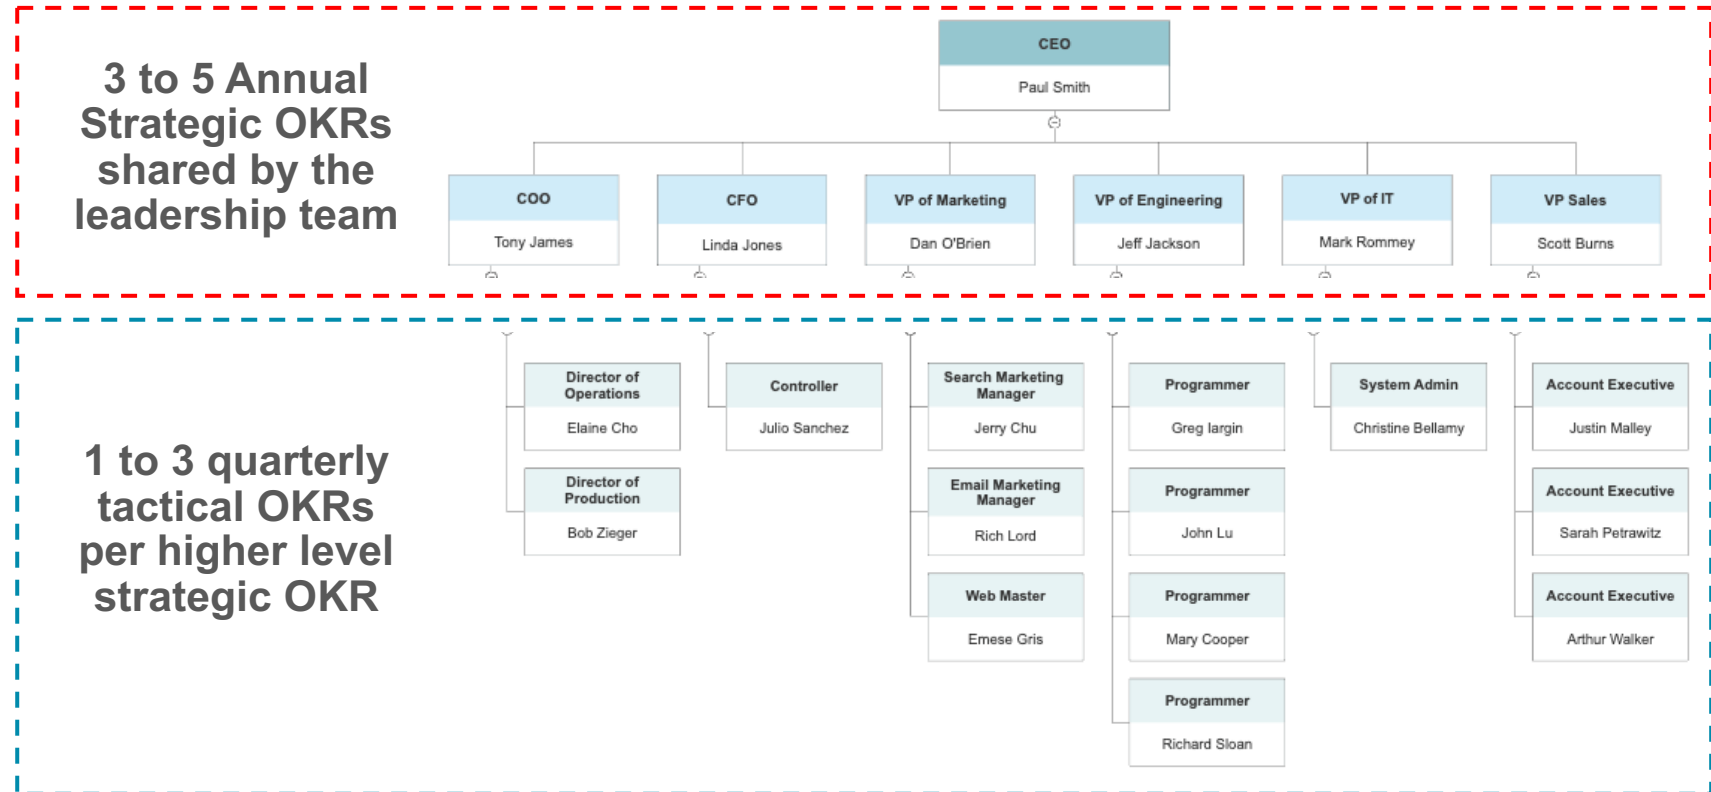 3 to 5 Annual
Strategic OKRs
shared by the
leadership team
CEO
Paul Smith
COO
Tony James
CFO
Linda Jones
VP of Marketing
Dan O'Brien
VP of Engineering
Jeff Jackson
VP of IT
Mark Rommey
VP Sales
Scott Burns
1 to 3 quarterly
tactical OKRs
per higher level
strategic OKR
Director of
Operations
Elaine Cho
Director of
Production
Bob Zieger
Controller
Julio Sanchez
Search Marketing
Manager
Jerry Chu
Email Marketing
Manager
Rich Lord
Web Master
Emese Gris
Programmer
Greg Iargin
Programmer
John Lu
Programmer
Mary Cooper
Programmer
Richard Sloan
System Admin
Christine Bellamy
Account Executive
Justin Malley
Account Executive
Sarah Petrawitz
Account Executive
Arthur Walker